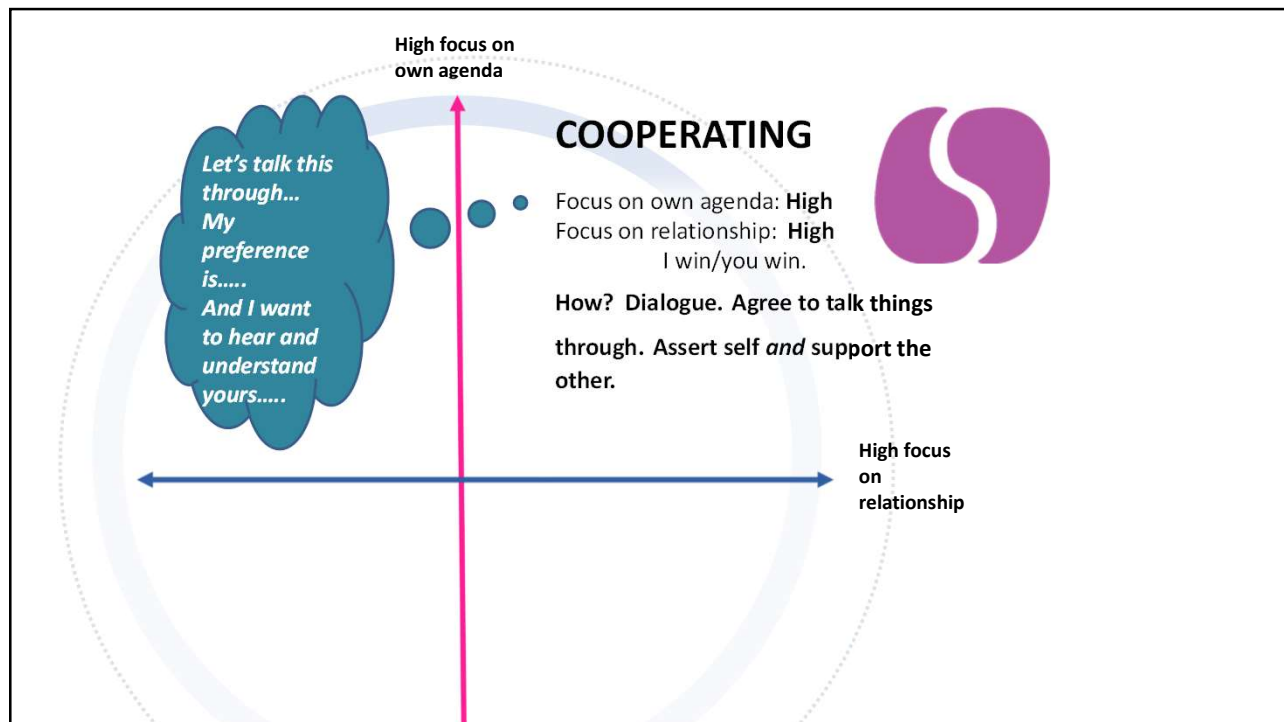 High focus on
own agenda
Let's talk this
through…
My
preference
is…..
And I want
to hear and
understand
yours…..
COOPERATING
Focus on own agenda: High
Focus on relationship:  High
I win/you win.
How?  Dialogue.  Agree to talk things
through.  Assert self and support the
other.
High focus
on
relationship